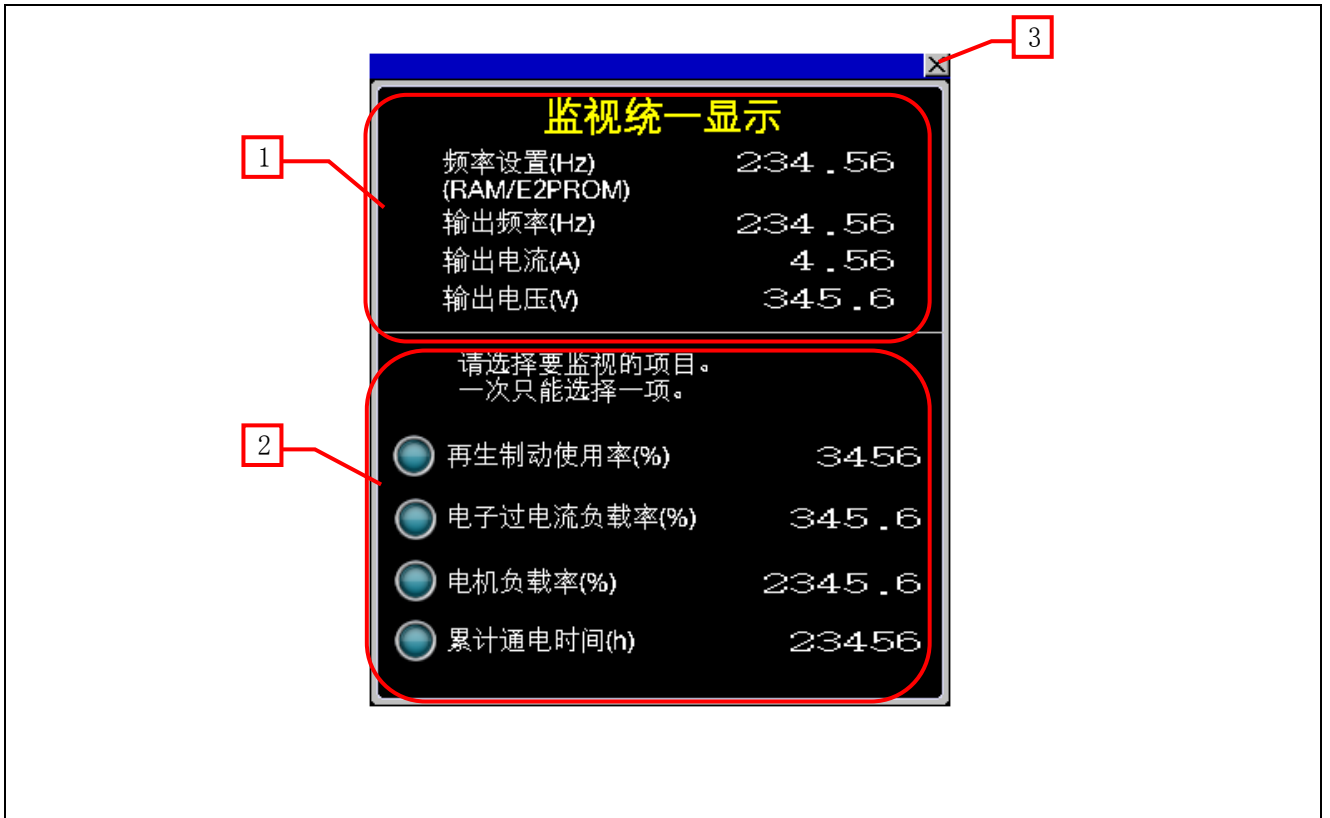 3
监视统一显示
1
频率设置(Hz) 234.56
(RAM/E2PROM)
输出频率(Hz) 234.56
输出电流(A) 4.56
输出电压(V) 345.6
请选择要监视的项目。
一次只能选择一项。
2
再生制动使用率(%) 3456
电子过电流负载率(%) 345.6
电机负载率(%) 2345.6
累计通电时间(h) 23456